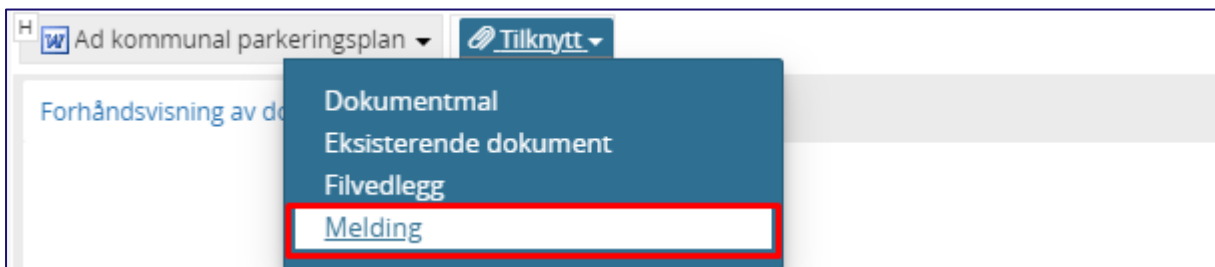 H
W Ad kommunal parkeringsplan
Tilknytt
Forhåndsvisning av do
Dokumentmal
Eksisterende dokument
Filvedlegg
Melding